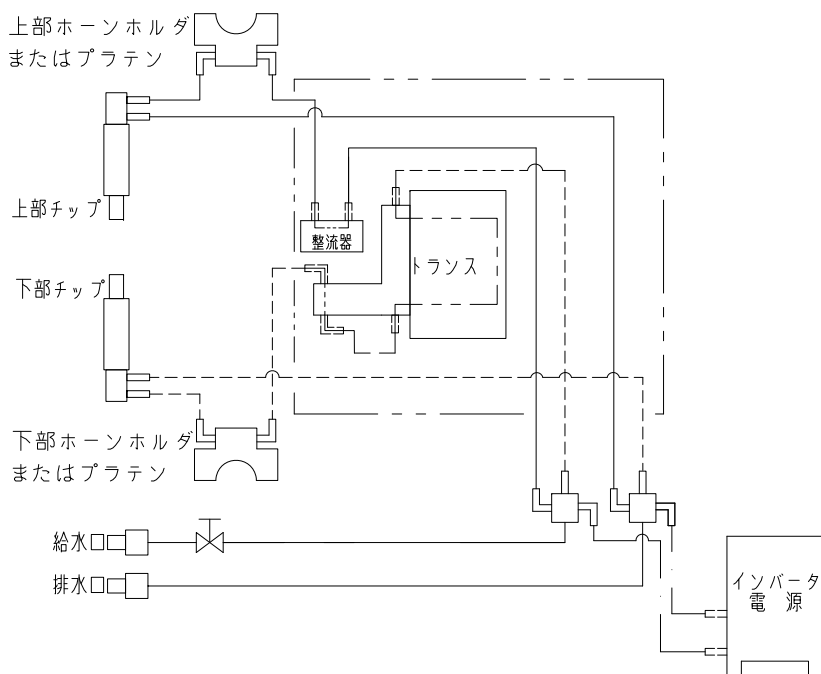 上部ホーンホルダ
またはプラテン
上部チップ
整流器
トランス
下部チップ
下部ホーンホルダ
またはプラテン
給水
排水
インバータ
電源